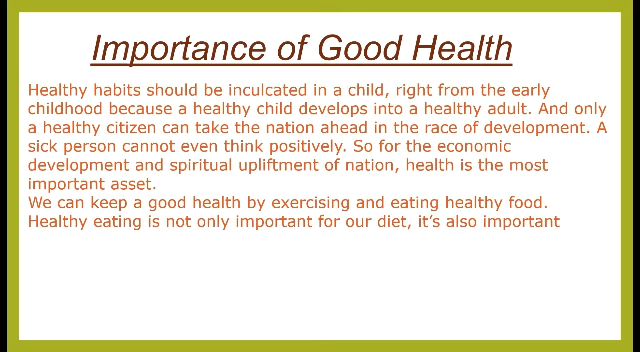 Importance of Good Health
Healthy habits should be inculcated in a child, right from the early
childhood because a healthy child develops into a healthy adult. And only
a healthy citizen can take the nation ahead in the race of development. A
sick person cannot even think positively. So for the economic
development and spiritual upliftment of nation, health is the most
important asset.
We can keep a good health by exercising and eating healthy food.
Healthy eating is not only important for our diet, it’s also important